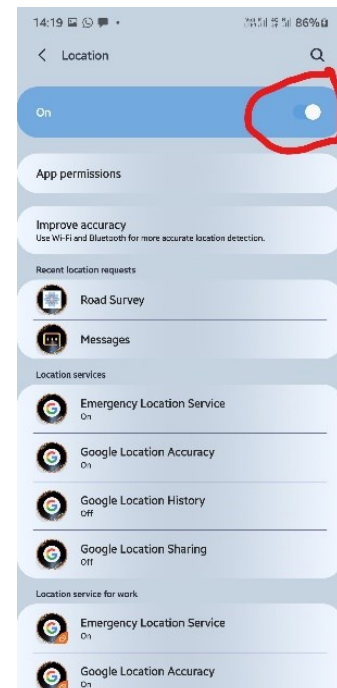 14:19
86%
Location
On
App permissions
Improve accuracy
Use Wi-Fi and Bluetooth for more accurate location detection.
Recent location requests
Road Survey
Messages
Location services
Emergency Location Service
On
Google Location Accuracy
On
Google Location History
Off
Google Location Sharing
Off
Location service for work
Emergency Location Service
On
Google Location Accuracy
On